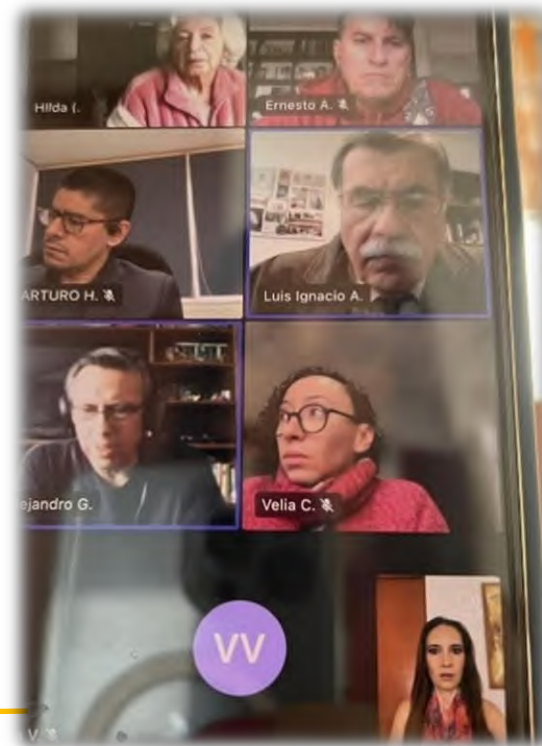 Hilda (.
Ernesto A.
ARTURO H.
Luis Ignacio A.
ejandro G.
Velia C.
VV
V.